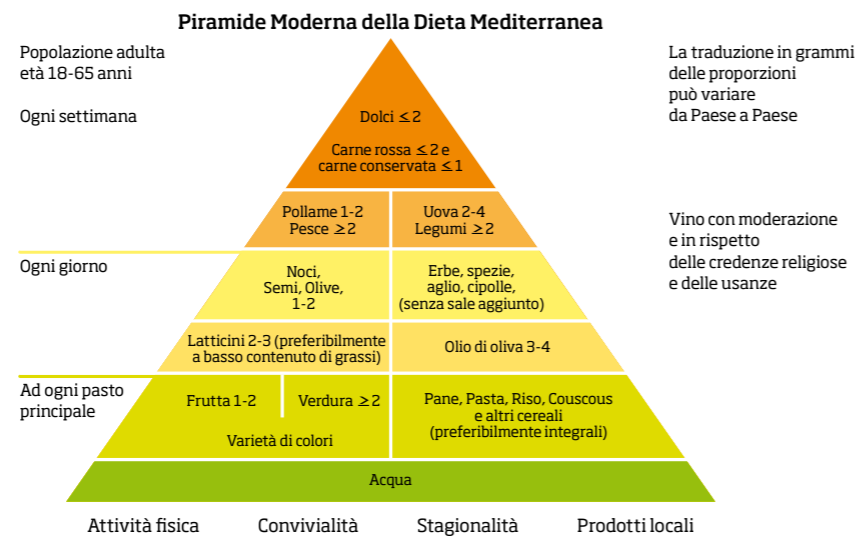 Piramide Moderna della Dieta Mediterranea
Popolazione adulta
età 18-65 anni
Ogni settimana
La traduzione in grammi
delle proporzioni
può variare
da Paese a Paese
Dolci ≤2
Carne rossa ≤2 e
carne conservata ≤1
Pollame 1-2
Pesce ≥2
Uova 2-4
Legumi ≥2
Vino con moderazione
e in rispetto
delle credenze religiose
e delle usanze
Ogni giorno
Noci,
Semi, Olive,
1-2
Erbe, spezie,
aglio, cipolle,
(senza sale aggiunto)
Latticini 2-3 (preferibilmente
a basso contenuto di grassi)
Olio di oliva 3-4
Ad ogni pasto
principale
Frutta 1-2
Verdura ≥2
Varietà di colori
Pane, Pasta, Riso, Couscous
e altri cereali
(preferibilmente integrali)
Acqua
Attività fisica
Convivialità
Stagionalità
Prodotti locali